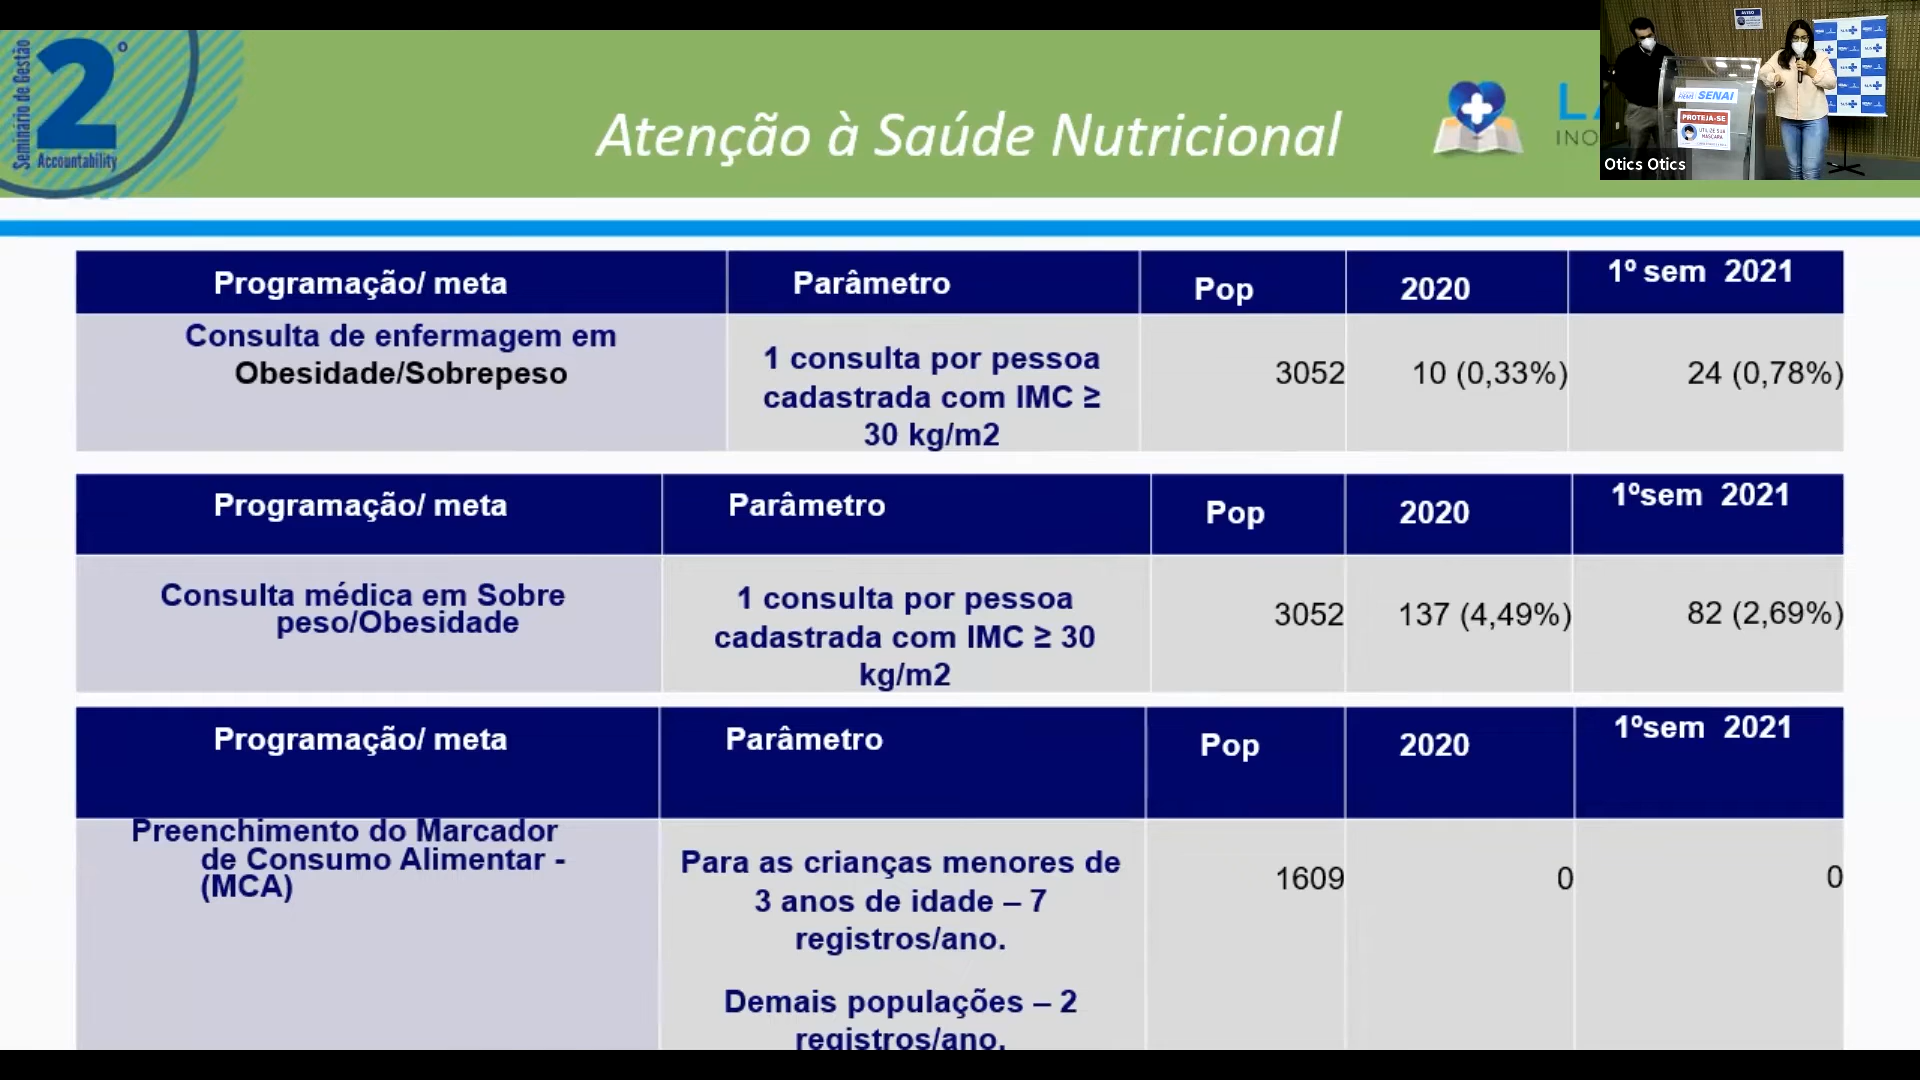 Seminário de Gestão
2º
Accountability
Atenção à Saúde Nutricional
LA
INO
AVISO
SENAI
PROTEJA-SE
UTILIZE SUA
MÁSCARA
Otics Otics
Programação/ meta
Parâmetro
Pop
2020
1º sem 2021
Consulta de enfermagem em
Obesidade/Sobrepeso
1 consulta por pessoa
cadastrada com IMC ≥
30 kg/m2
3052
10 (0,33%)
24 (0,78%)
Programação/ meta
Parâmetro
Pop
2020
1ºsem 2021
Consulta médica em Sobre
peso/Obesidade
1 consulta por pessoa
cadastrada com IMC ≥ 30
kg/m2
3052
137 (4,49%)
82 (2,69%)
Programação/ meta
Parâmetro
Pop
2020
1ºsem 2021
Preenchimento do Marcador
de Consumo Alimentar -
(MCA)
Para as crianças menores de
3 anos de idade – 7
registros/ano.
Demais populações – 2
registros/ano.
1609
0
0